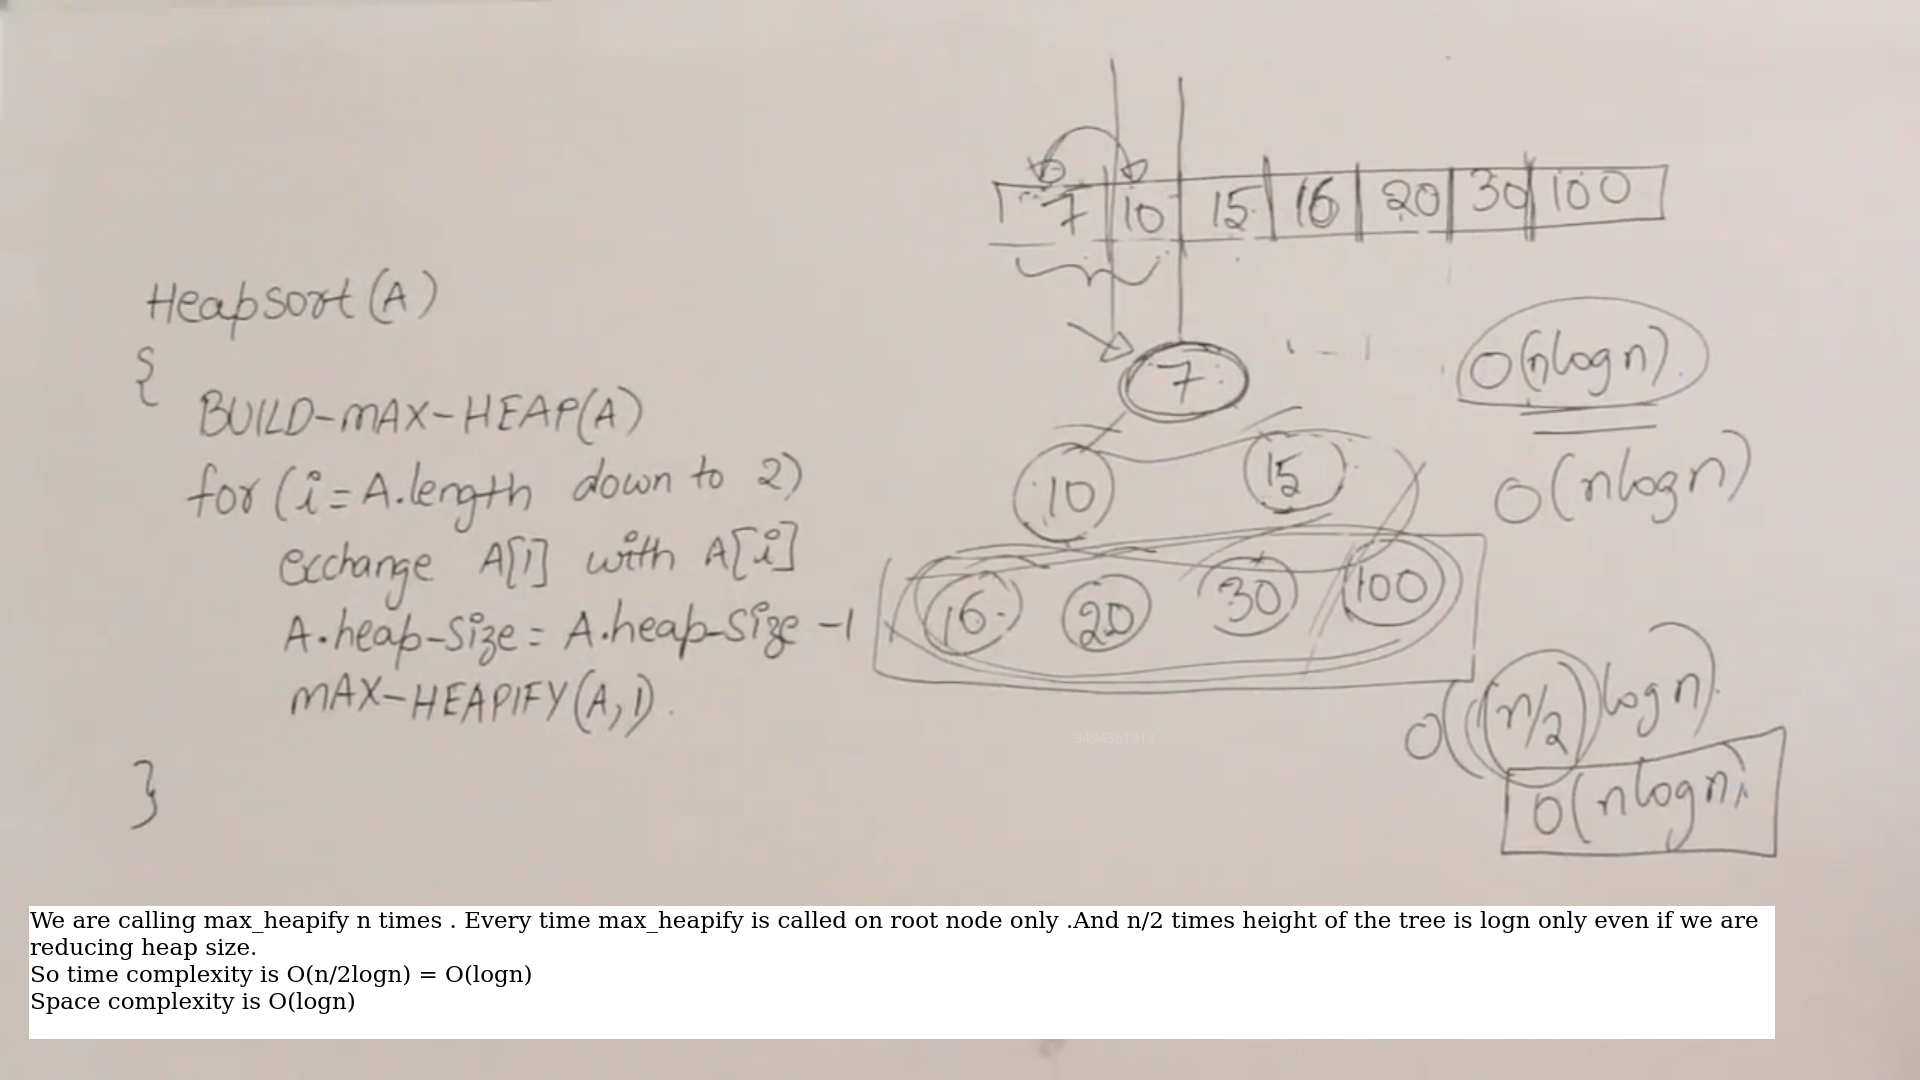 7 10 15 16 20 30 100
Heapsort (A)
{
BUILD-MAX-HEAP(A)
for (i = A.length down to 2)
exchange A[1] with A[i]
A.heap-size = A.heap-size -1
MAX-HEAPIFY(A,1).
}
7
10 15
16 20 30 100
O(nlogn)
O(nlogn)
O((n/2)logn)
O(nlogn)
9494361913
We are calling max_heapify n times . Every time max_heapify is called on root node only .And n/2 times height of the tree is logn only even if we are
reducing heap size.
So time complexity is O(n/2logn) = O(logn)
Space complexity is O(logn)